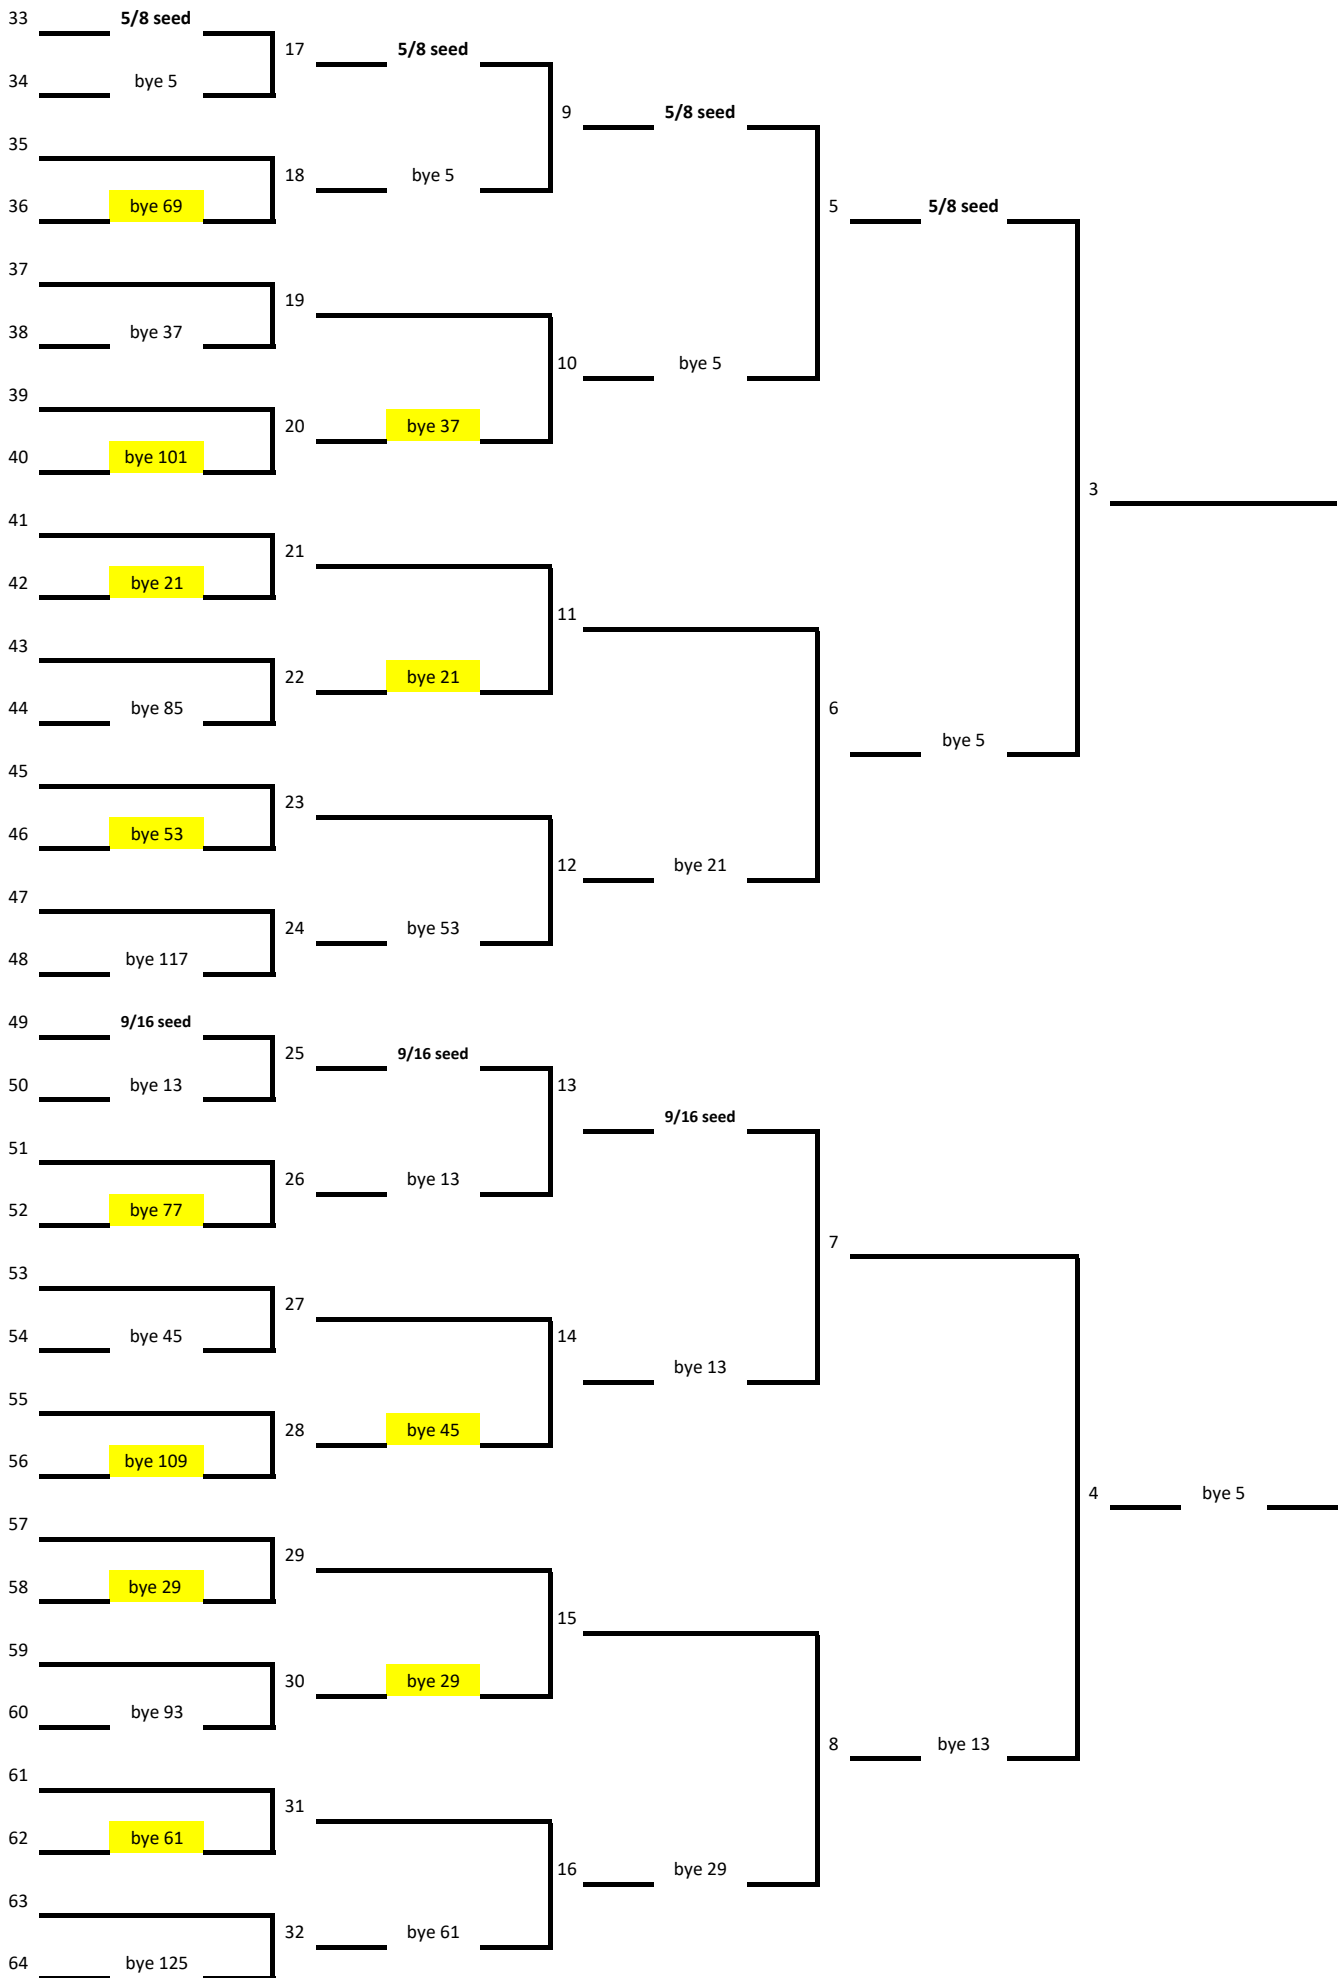 33 5/8 seed
17 5/8 seed
34 bye 5
9 5/8 seed
35
18 bye 5
36 bye 69
5 5/8 seed
37
19
38 bye 37
10 bye 5
39
20 bye 37
40 bye 101
3
41
21
42 bye 21
11
43
22 bye 21
44 bye 85
6 bye 5
45
23
46 bye 53
12 bye 21
47
24 bye 53
48 bye 117
49 9/16 seed
25 9/16 seed
50 bye 13
13 9/16 seed
51
26 bye 13
52 bye 77
7
53
27
54 bye 45
14 bye 13
55
28 bye 45
56 bye 109
4 bye 5
57
29
58 bye 29
15
59
30 bye 29
60 bye 93
8 bye 13
61
31
62 bye 61
16 bye 29
63
32 bye 61
64 bye 125